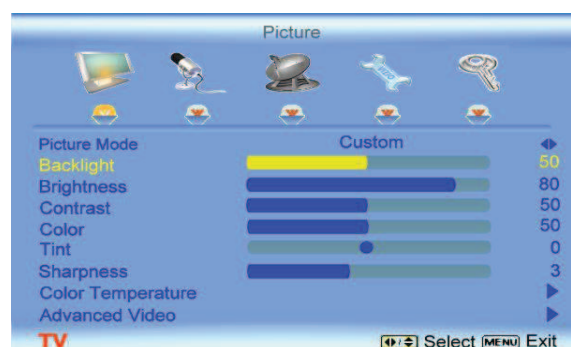 Picture
Picture Mode Custom
Backlight 50
Brightness 80
Contrast 50
Color 50
Tint 0
Sharpness 3
Color Temperature
Advanced Video
TV Select MENU Exit